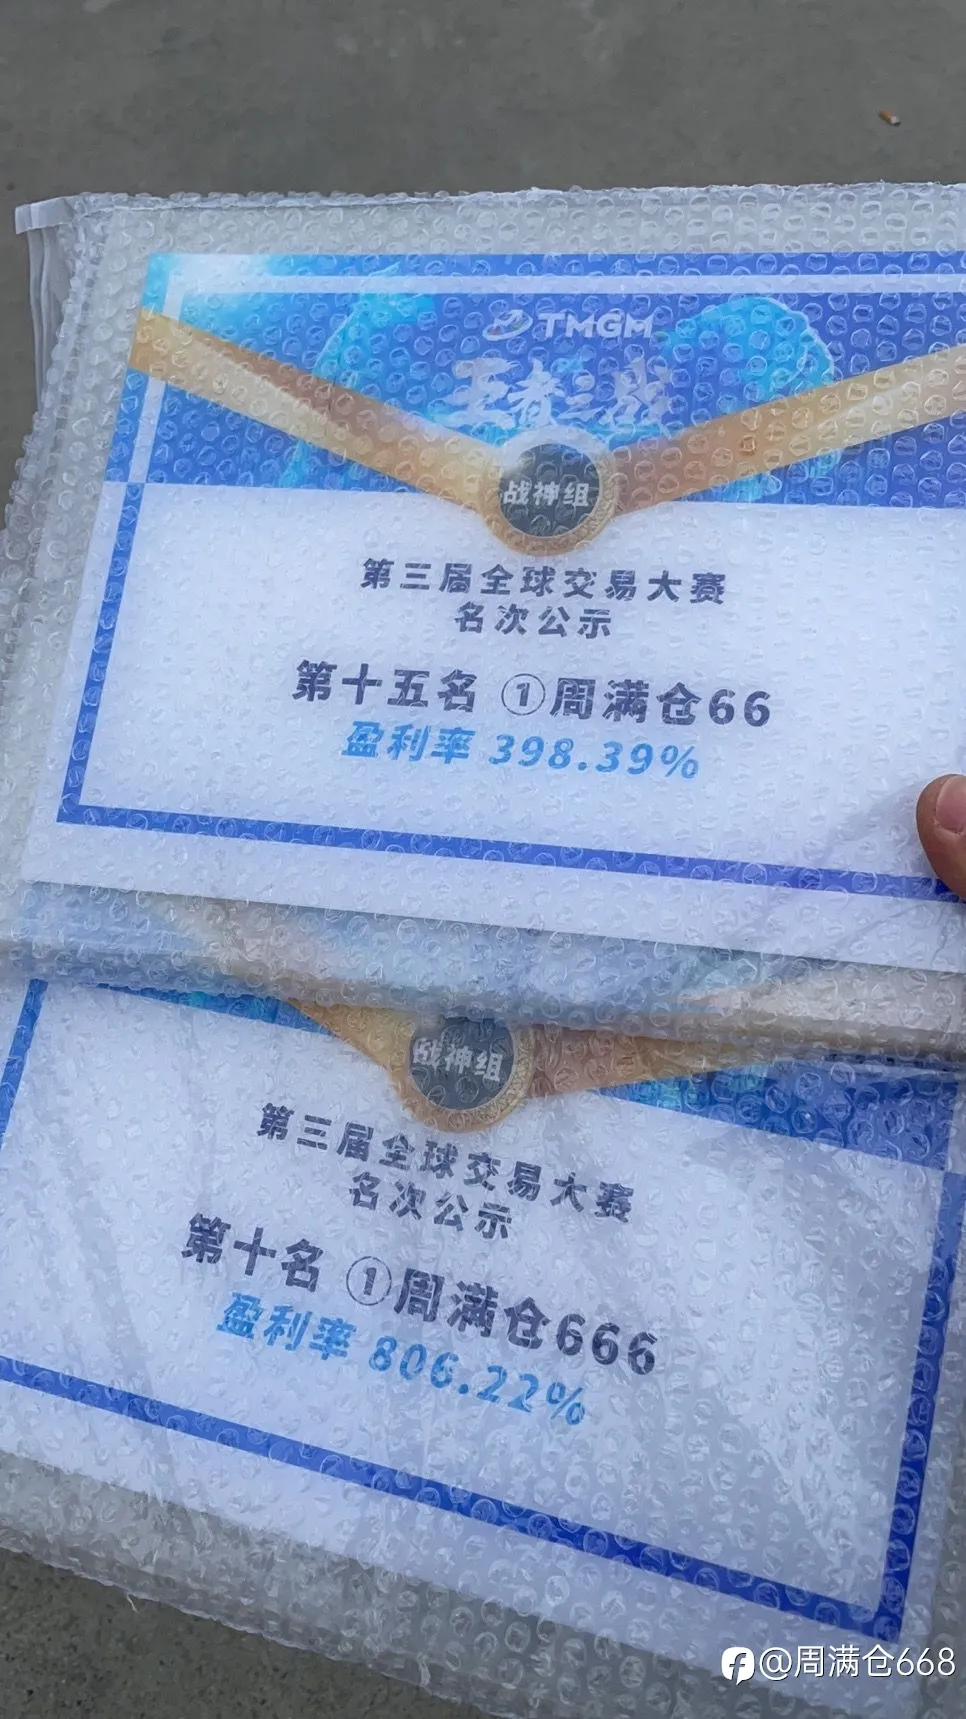 TMGM
王者之战
战神组
第三届全球交易大赛
名次公示
第十五名 ①周满仓66
盈利率 398.39%
战神组
第三届全球交易大赛
名次公示
第十名 ①周满仓666
盈利率 806.22%
@周满仓668